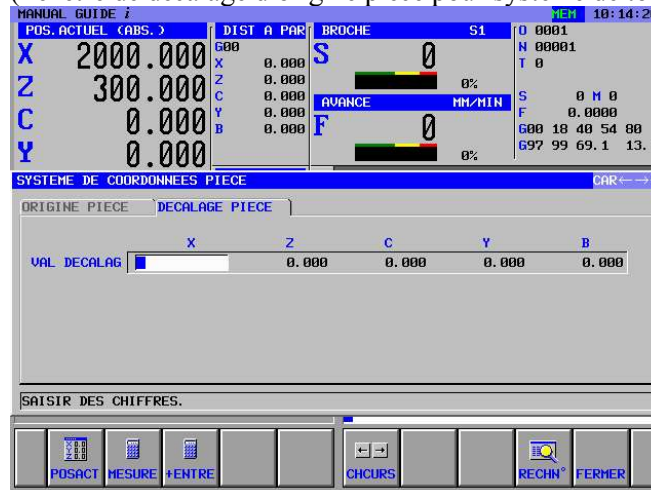 MANUAL GUIDE i MEM 10:14:2
POS.ACTUEL (ABS.) DIST A PAR BROCHE S1 O 0001
X 2000.000 G00 S 0 N 00001
X 0.000 T 0
Z 300.000 Z 0.000 0%
C 0.000 C 0.000 AVANCE MM/MIN S 0 M 0
Y 0.000 F 0 F 0.0000
Y 0.000 B 0.000 G00 18 40 54 80
0% G97 99 69.1 13.
SYSTEME DE COORDONNEES PIECE CAR←→
ORIGINE PIECE DECALAGE PIECE
X Z C Y B
VAL DECALAG 0.000 0.000 0.000 0.000
SAISIR DES CHIFFRES.
POSACT MESURE +ENTRE CHCURS RECHN° FERMER